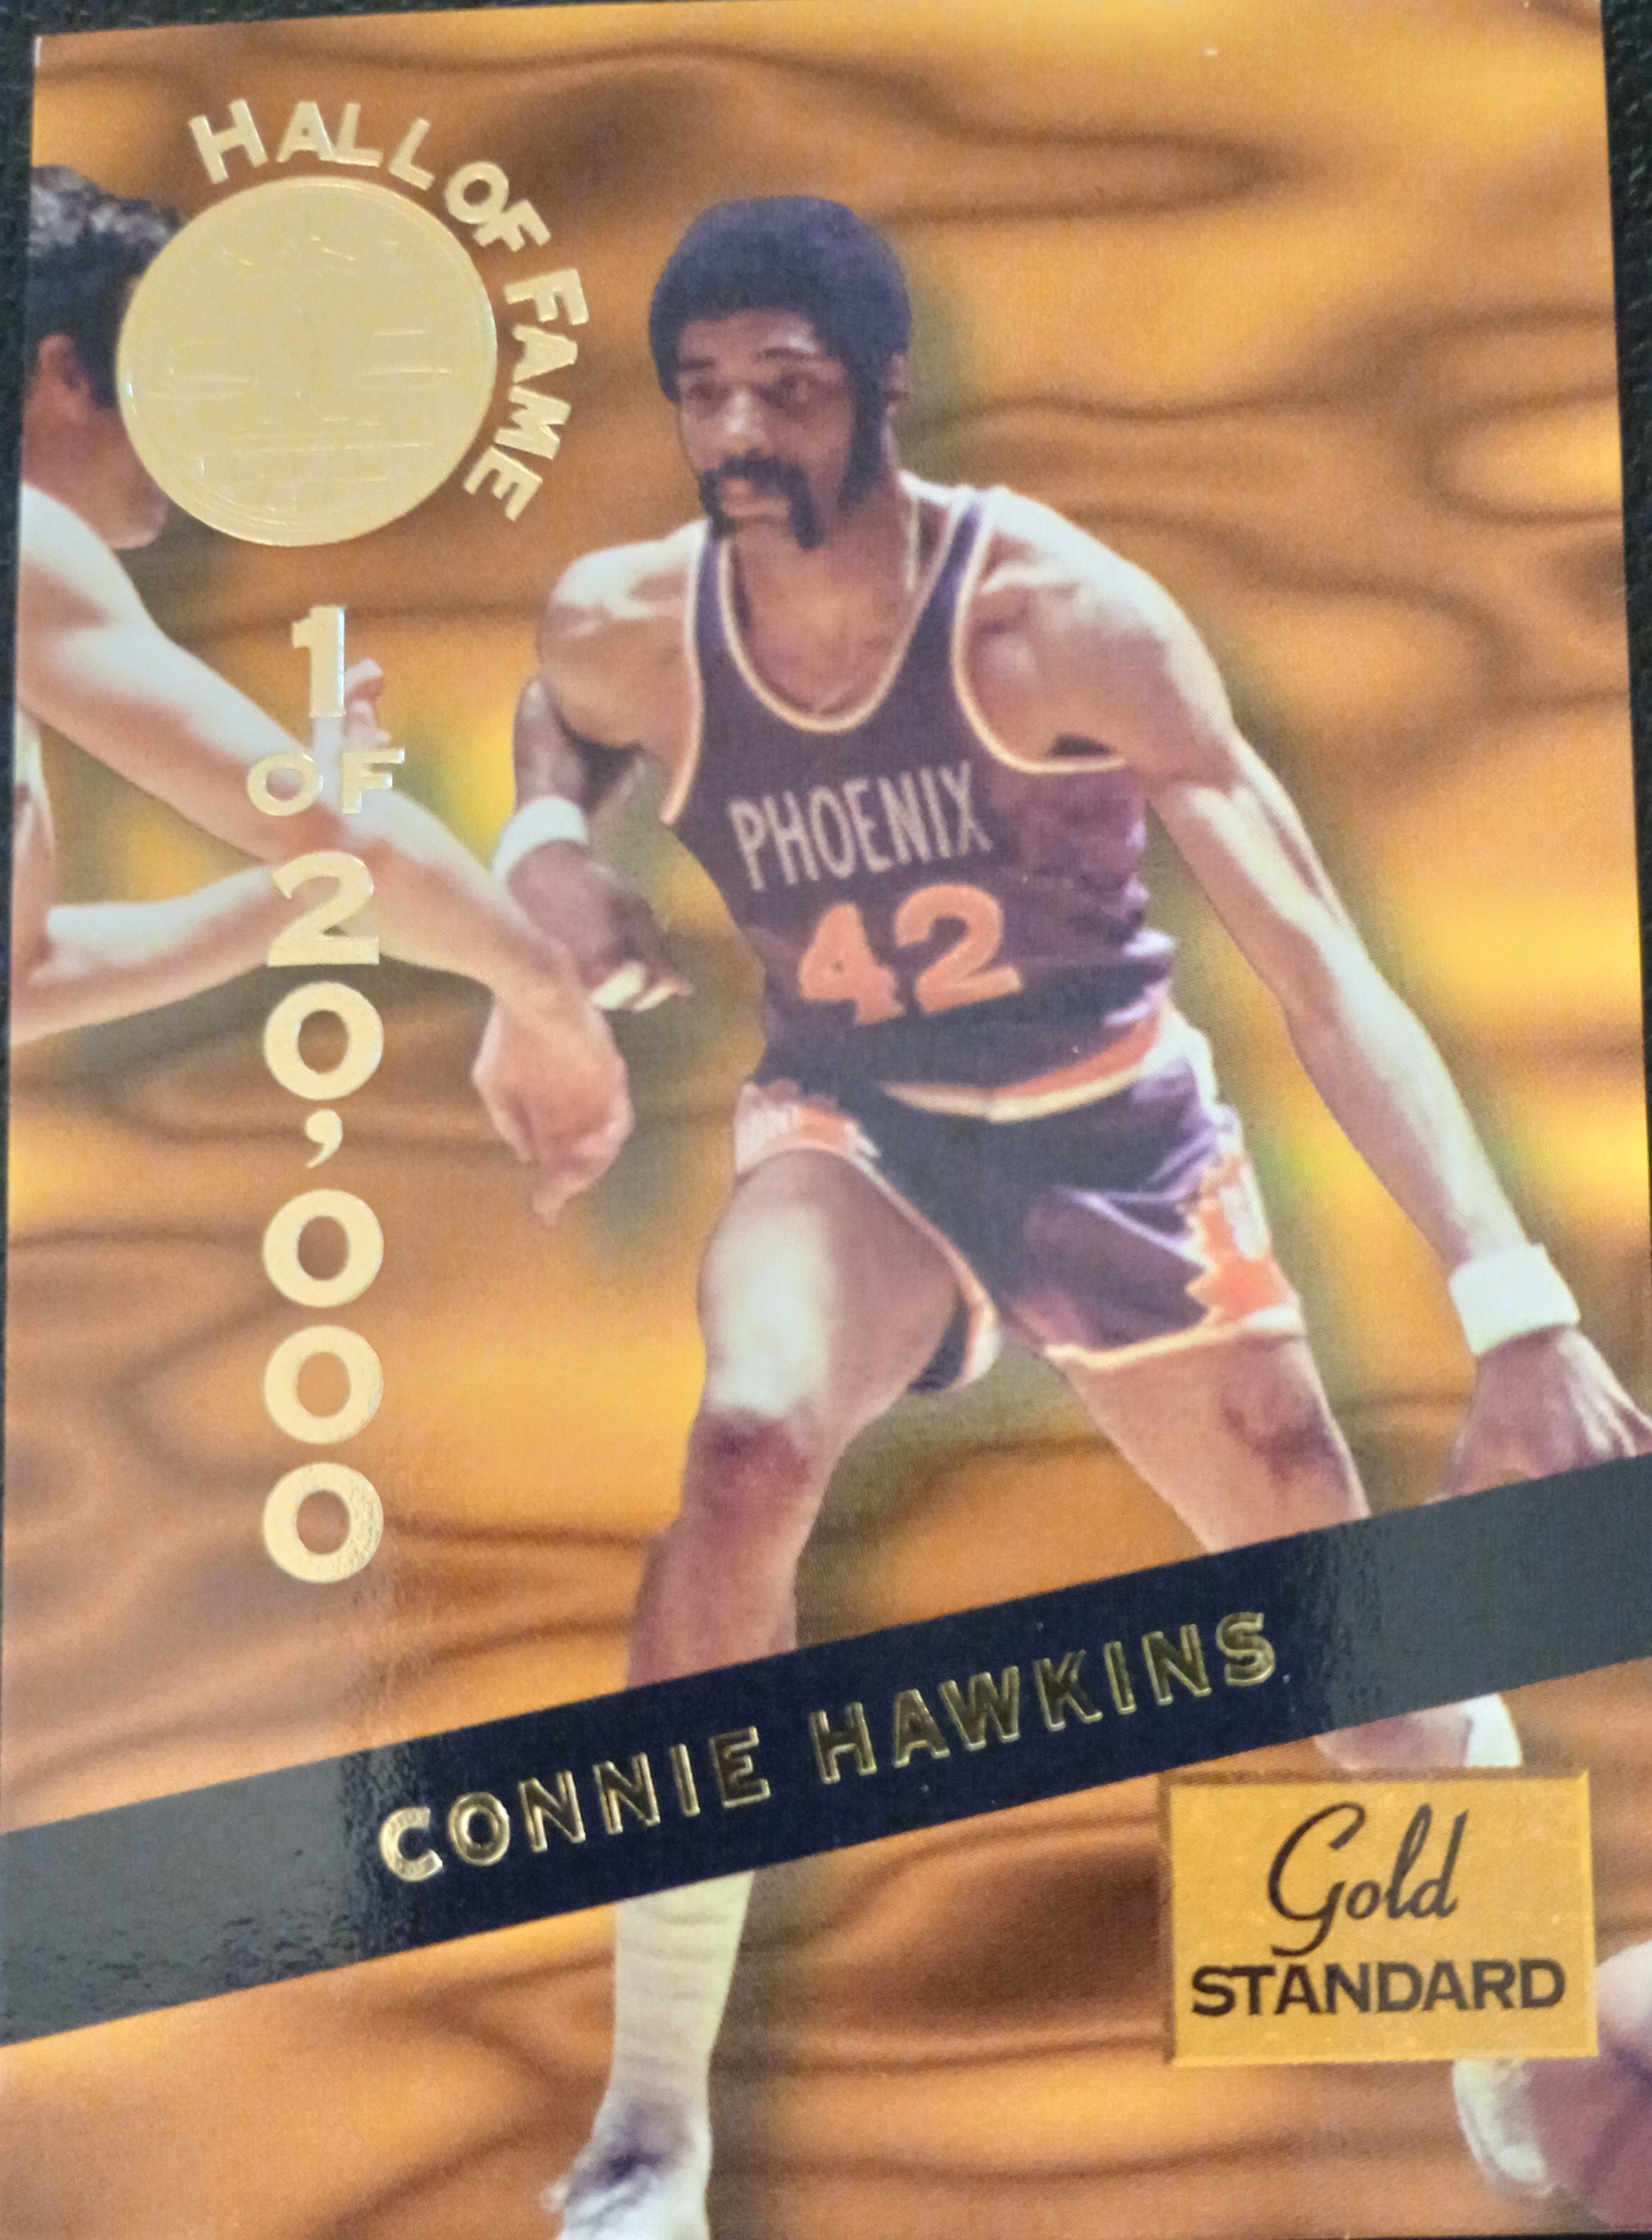 HALL OF FAME
1
OF
20,000
PHOENIX
42
CONNIE HAWKINS
Gold
STANDARD